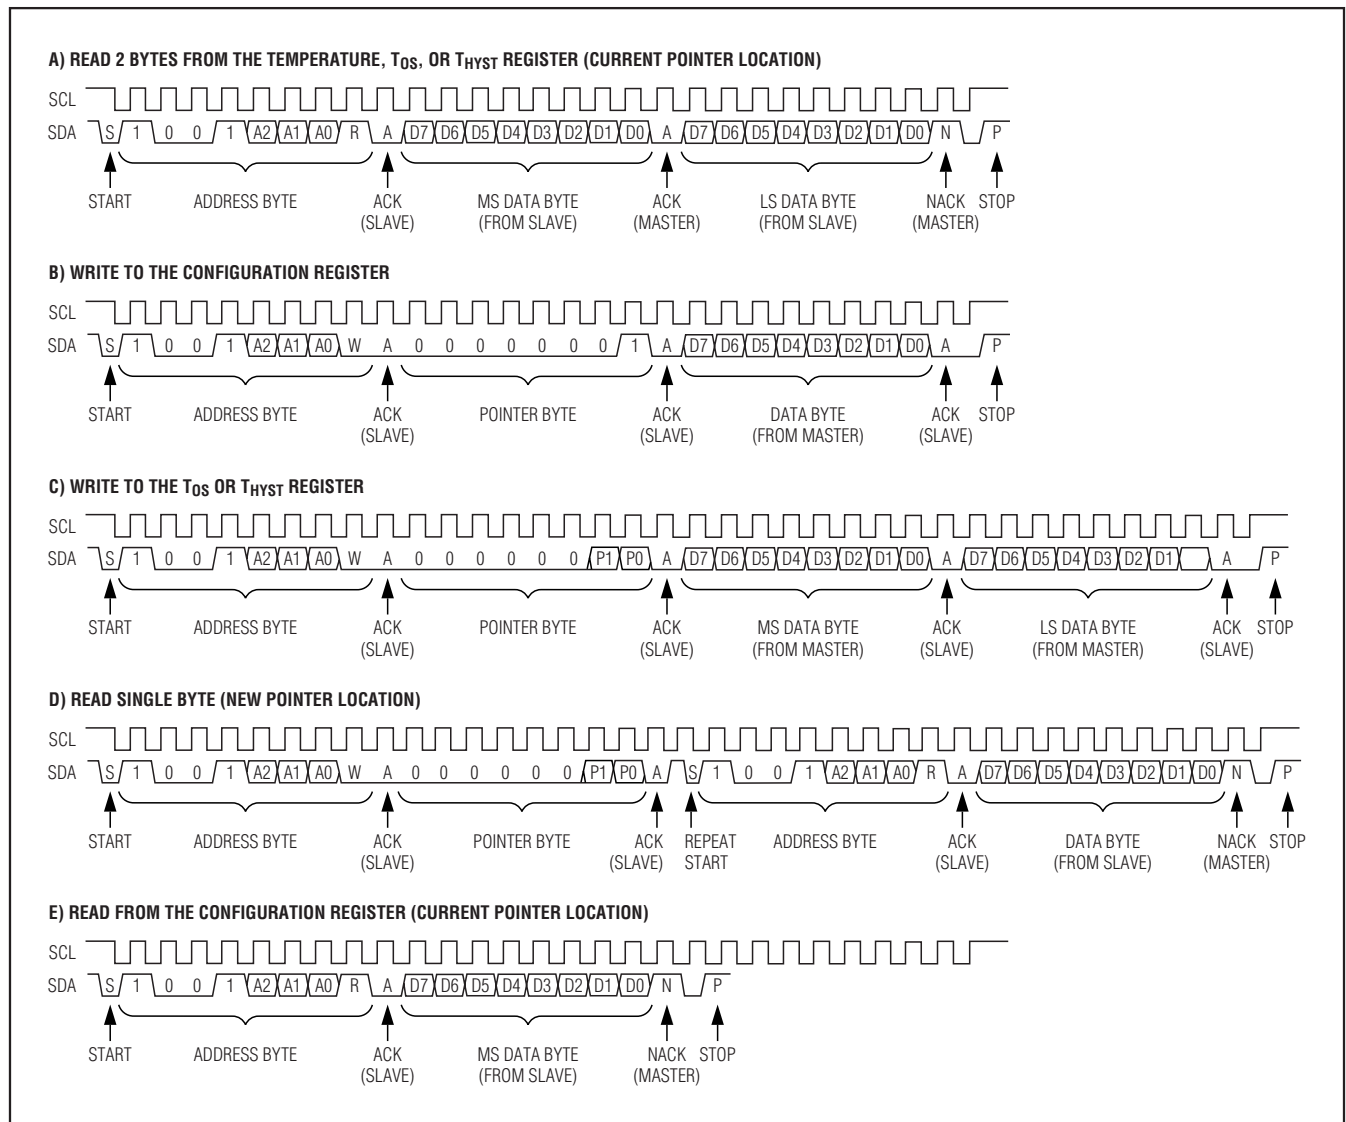 A) READ 2 BYTES FROM THE TEMPERATURE, TOS, OR THYST REGISTER (CURRENT POINTER LOCATION)
SCL
SDA S 1 0 0 1 A2 A1 A0 R A D7 D6 D5 D4 D3 D2 D1 D0 A D7 D6 D5 D4 D3 D2 D1 D0 N P
START ADDRESS BYTE ACK MS DATA BYTE ACK LS DATA BYTE NACK STOP
(SLAVE) (FROM SLAVE) (MASTER) (FROM SLAVE) (MASTER)
B) WRITE TO THE CONFIGURATION REGISTER
SCL
SDA S 1 0 0 1 A2 A1 A0 W A 0 0 0 0 0 0 0 1 A D7 D6 D5 D4 D3 D2 D1 D0 A P
START ADDRESS BYTE ACK POINTER BYTE ACK DATA BYTE ACK STOP
(SLAVE) (SLAVE) (FROM MASTER) (SLAVE)
C) WRITE TO THE TOS OR THYST REGISTER
SCL
SDA S 1 0 0 1 A2 A1 A0 W A 0 0 0 0 0 0 P1 P0 A D7 D6 D5 D4 D3 D2 D1 D0 A D7 D6 D5 D4 D3 D2 D1 A P
START ADDRESS BYTE ACK POINTER BYTE ACK MS DATA BYTE ACK LS DATA BYTE ACK STOP
(SLAVE) (SLAVE) (FROM MASTER) (SLAVE) (FROM MASTER) (SLAVE)
D) READ SINGLE BYTE (NEW POINTER LOCATION)
SCL
SDA S 1 0 0 1 A2 A1 A0 W A 0 0 0 0 0 0 P1 P0 A S 1 0 0 1 A2 A1 A0 R A D7 D6 D5 D4 D3 D2 D1 D0 N P
START ADDRESS BYTE ACK POINTER BYTE ACK REPEAT ADDRESS BYTE ACK DATA BYTE NACK STOP
(SLAVE) (SLAVE) START (SLAVE) (FROM SLAVE) (MASTER)
E) READ FROM THE CONFIGURATION REGISTER (CURRENT POINTER LOCATION)
SCL
SDA S 1 0 0 1 A2 A1 A0 R A D7 D6 D5 D4 D3 D2 D1 D0 N P
START ADDRESS BYTE ACK MS DATA BYTE NACK STOP
(SLAVE) (FROM SLAVE) (MASTER)